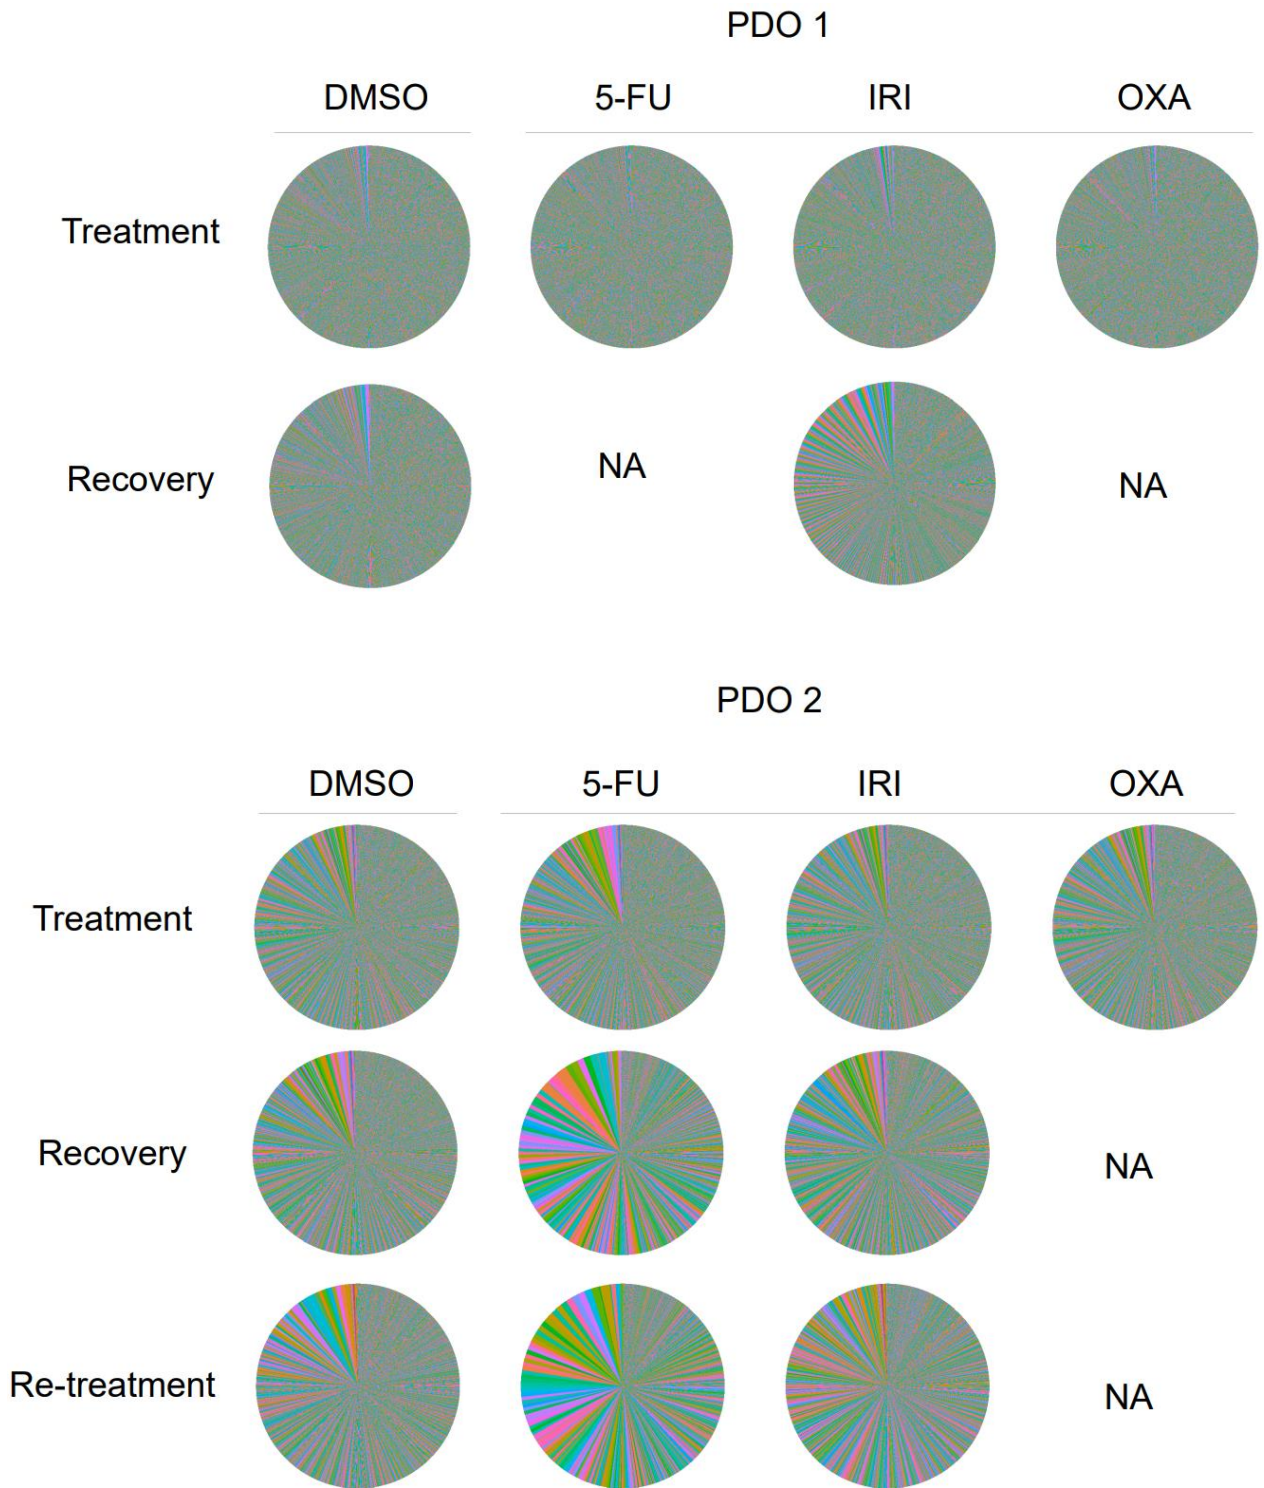 PDO 1
DMSO 5-FU IRI OXA
Treatment
Recovery NA NA
PDO 2
DMSO 5-FU IRI OXA
Treatment
Recovery NA
Re-treatment NA